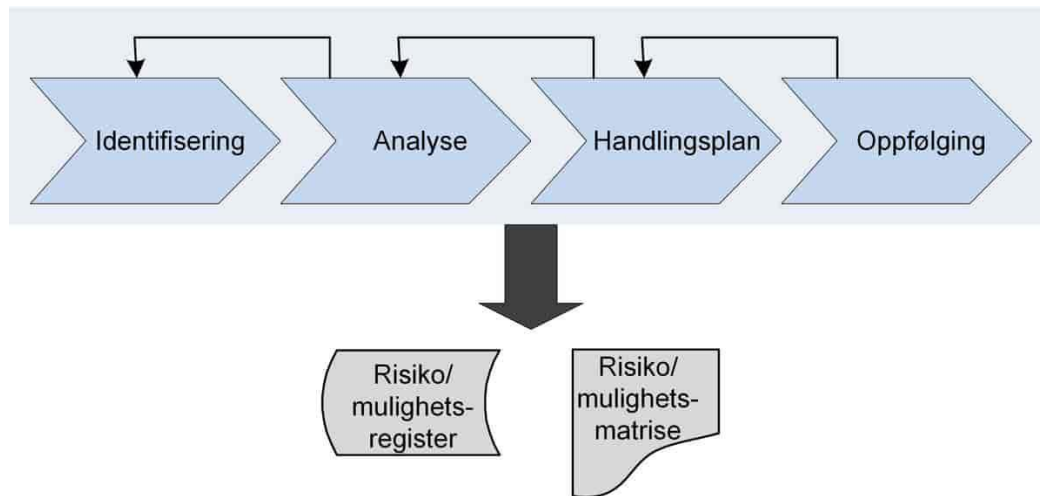 Identifisering
Analyse
Handlingsplan
Oppfølging
Risiko/
mulighets-
register
Risiko/
mulighets-
matrise